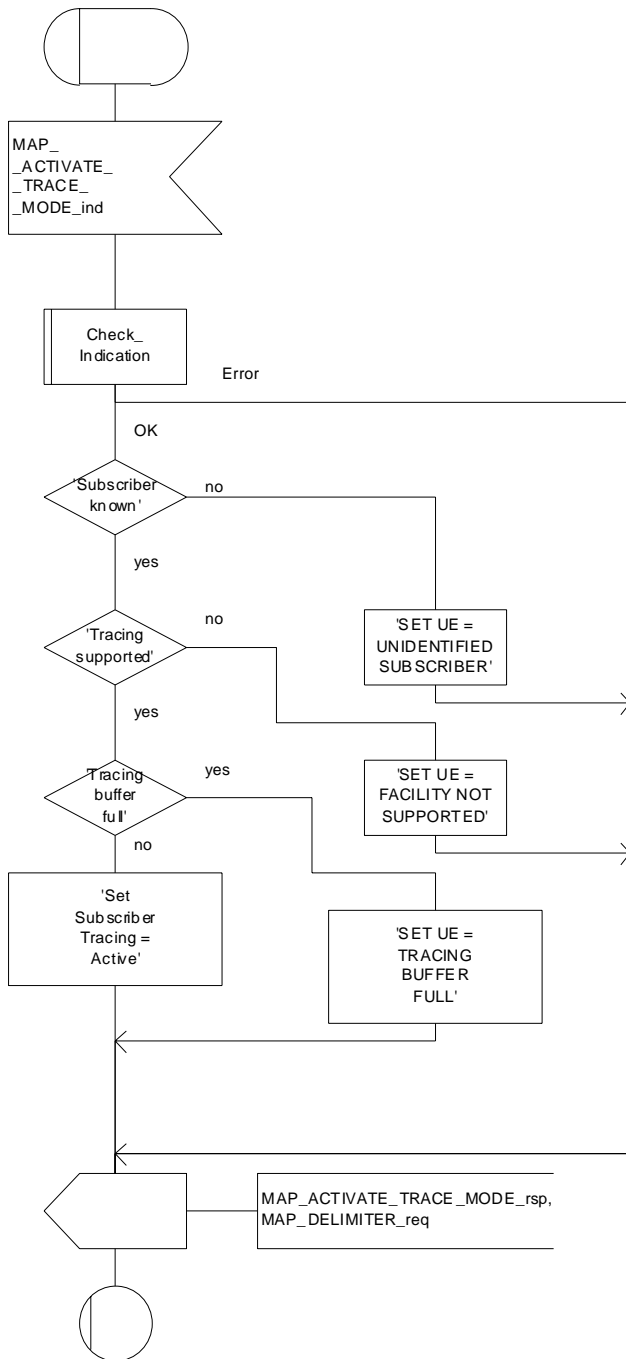 MAP_
_ACTIVATE_
_TRACE_
_MODE_ind
Check_
Indication
Error
OK
'Subscriber
known'
no
yes
'Tracing
supported'
no
'SET UE =
UNIDENTIFIED
SUBSCRIBER'
yes
'Tracing
buffer
full'
yes
'SET UE =
FACILITY NOT
SUPPORTED'
no
'Set
Subscriber
Tracing =
Active'
'SET UE =
TRACING
BUFFER
FULL'
MAP_ACTIVATE_TRACE_MODE_rsp,
MAP_DELIMITER_req